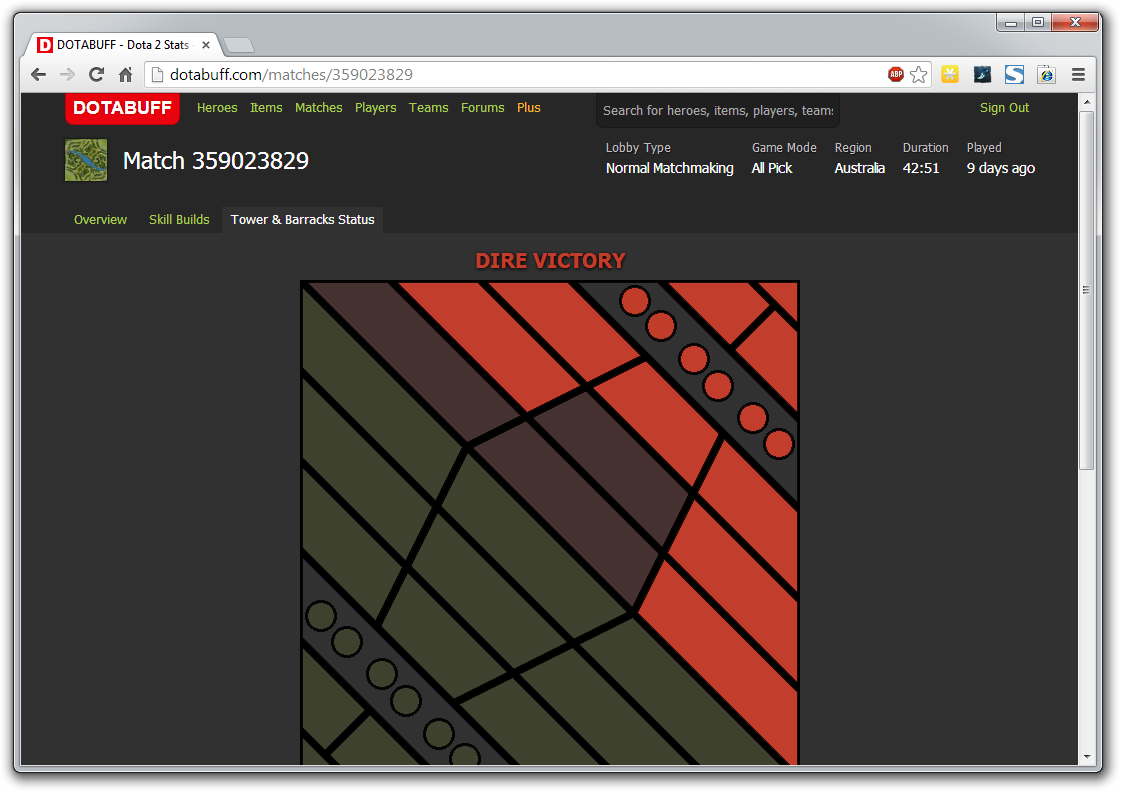 DOTABUFF - Dota 2 Stats
dotabuff.com/matches/359023829
ABP
DOTABUFF Heroes Items Matches Players Teams Forums Plus Search for heroes, items, players, teams Sign Out
Match 359023829
Lobby Type Game Mode Region Duration Played
Normal Matchmaking All Pick Australia 42:51 9 days ago
Overview Skill Builds Tower & Barracks Status
DIRE VICTORY